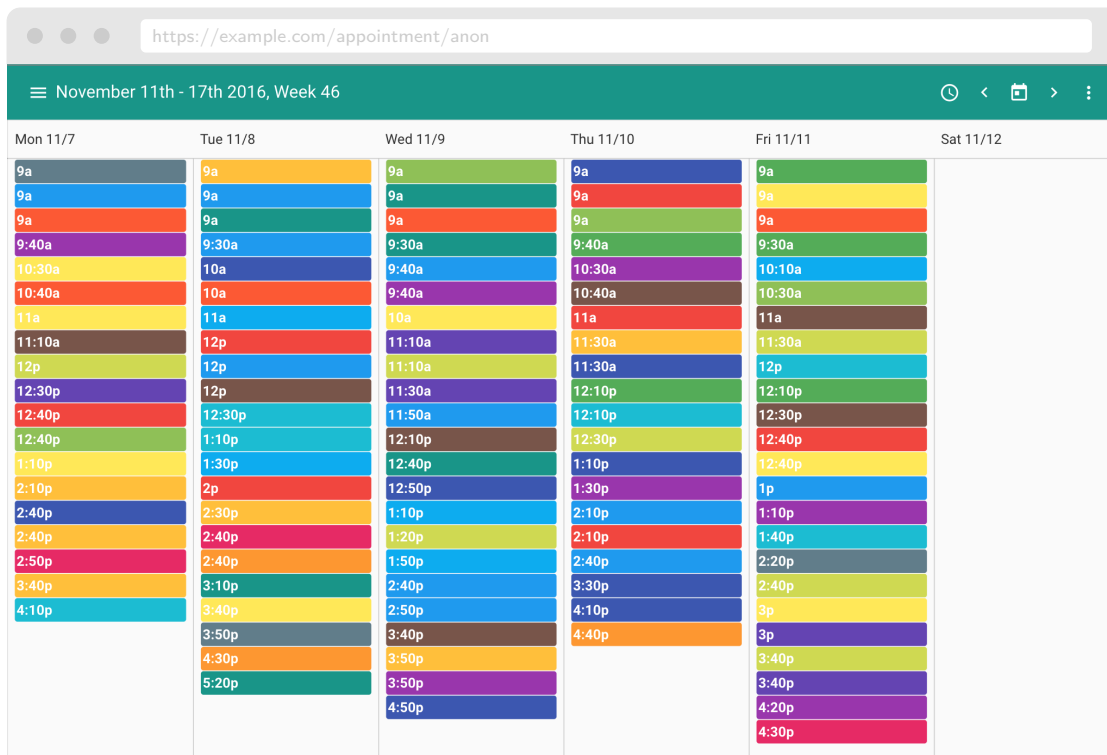 https://example.com/appointment/anon
November 11th - 17th 2016, Week 46
Mon 11/7
9a
9a
9a
9:40a
10:30a
10:40a
11a
11:10a
12p
12:30p
12:40p
12:40p
1:10p
2:10p
2:40p
2:40p
2:50p
3:40p
4:10p
Tue 11/8
9a
9a
9a
9:30a
10a
10a
11a
12p
12p
12p
12:30p
1:10p
1:30p
2p
2:30p
2:40p
2:40p
3:10p
3:40p
3:50p
4:30p
5:20p
Wed 11/9
9a
9a
9a
9:30a
9:40a
9:40a
10a
11:10a
11:10a
11:30a
11:50a
12:10p
12:40p
12:50p
1:10p
1:20p
1:50p
2:40p
2:50p
3:40p
3:50p
3:50p
4:50p
Thu 11/10
9a
9a
9a
9:40a
10:30a
10:40a
11a
11:30a
11:30a
12:10p
12:10p
12:30p
1:10p
1:30p
2:10p
2:10p
2:40p
3:30p
4:10p
4:40p
Fri 11/11
9a
9a
9a
9:30a
10:10a
10:30a
11a
11:30a
12p
12:10p
12:30p
12:40p
12:40p
1p
1:10p
1:40p
2:20p
2:40p
3p
3p
3:40p
3:40p
4:20p
4:30p
Sat 11/12